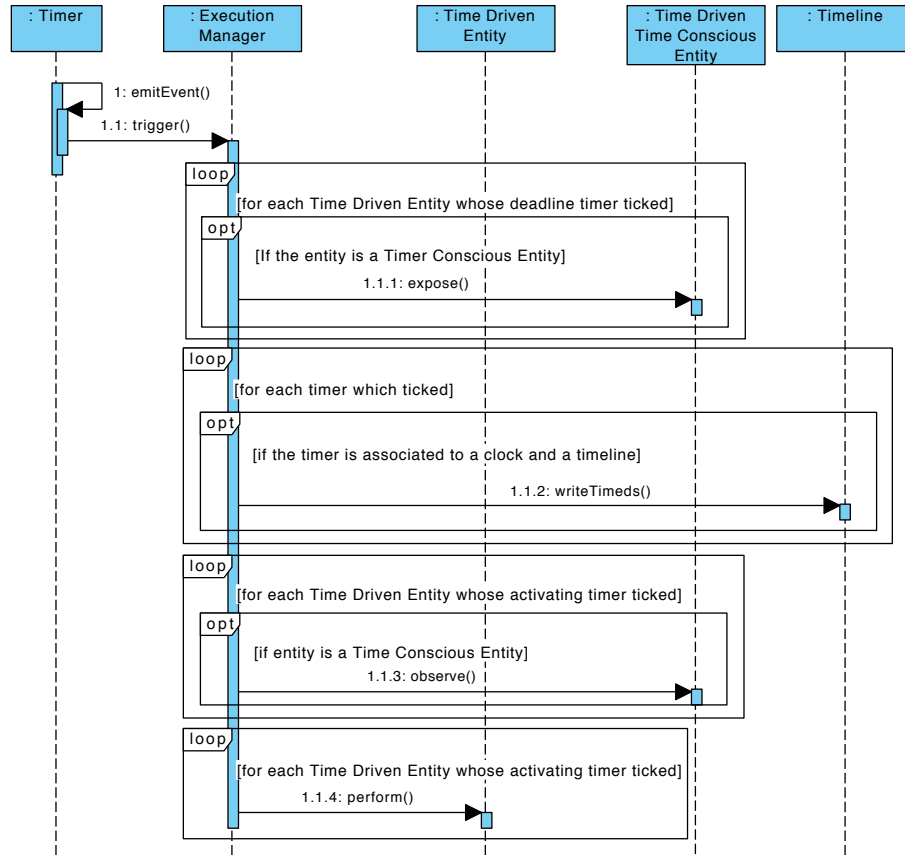 : Timer
: Execution
Manager
: Time Driven
Entity
: Time Driven
Time Conscious
Entity
: Timeline
1: emitEvent()
1.1: trigger()
loop
[for each Time Driven Entity whose deadline timer ticked]
opt
[If the entity is a Timer Conscious Entity]
1.1.1: expose()
loop
[for each timer which ticked]
opt
[if the timer is associated to a clock and a timeline]
1.1.2: writeTimeds()
loop
[for each Time Driven Entity whose activating timer ticked]
opt
[if entity is a Time Conscious Entity]
1.1.3: observe()
loop
[for each Time Driven Entity whose activating timer ticked]
1.1.4: perform()